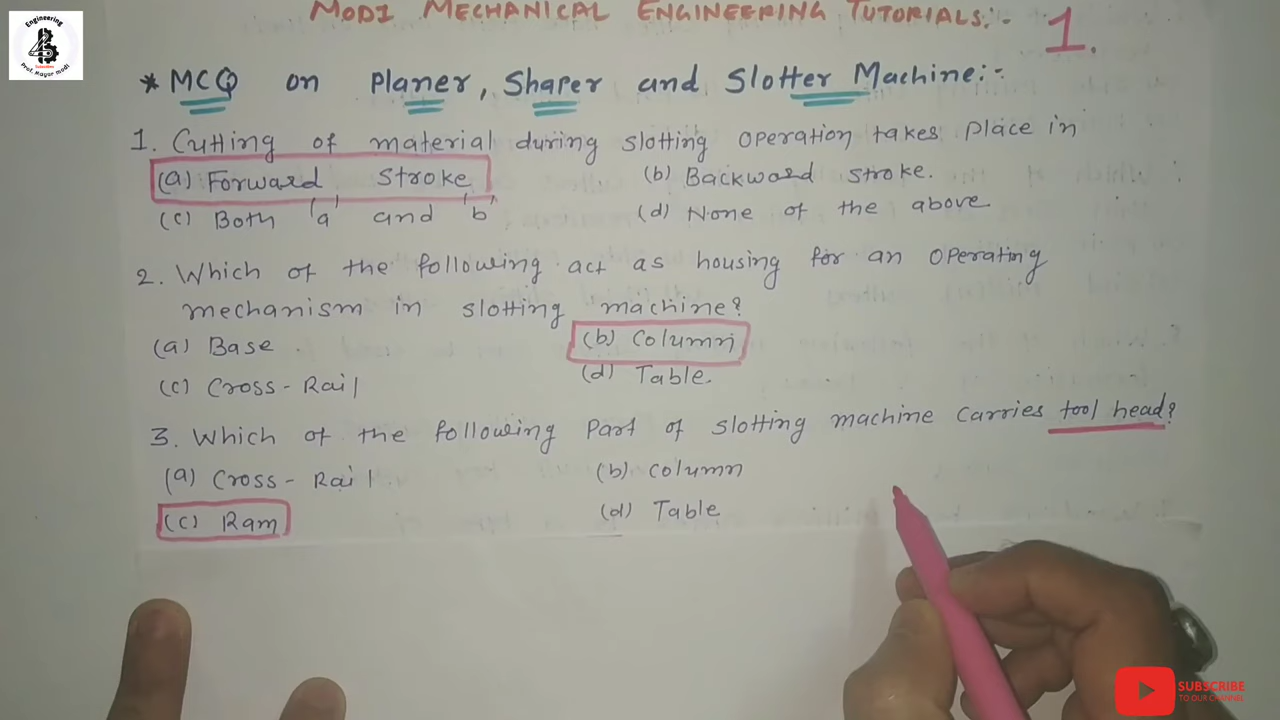 MODI MECHANICAL ENGINEERING TUTORIALS:-
1.
Engineering
Subscribe
Prof. Mayur modi
* MCQ on Planer, Shaper and Slotter Machine:-
1. Cutting of material during slotting operation takes place in
(a) Forward Stroke (b) Backward stroke.
(c) Both 'a' and 'b' (d) None of the above
2. Which of the following act as housing for an operating
mechanism in slotting machine?
(a) Base (b) Column
(c) Cross-Rail (d) Table.
3. Which of the following Part of slotting machine carries tool head?
(a) Cross-Rail. (b) column
(c) Ram (d) Table
SUBSCRIBE
TO OUR CHANNEL